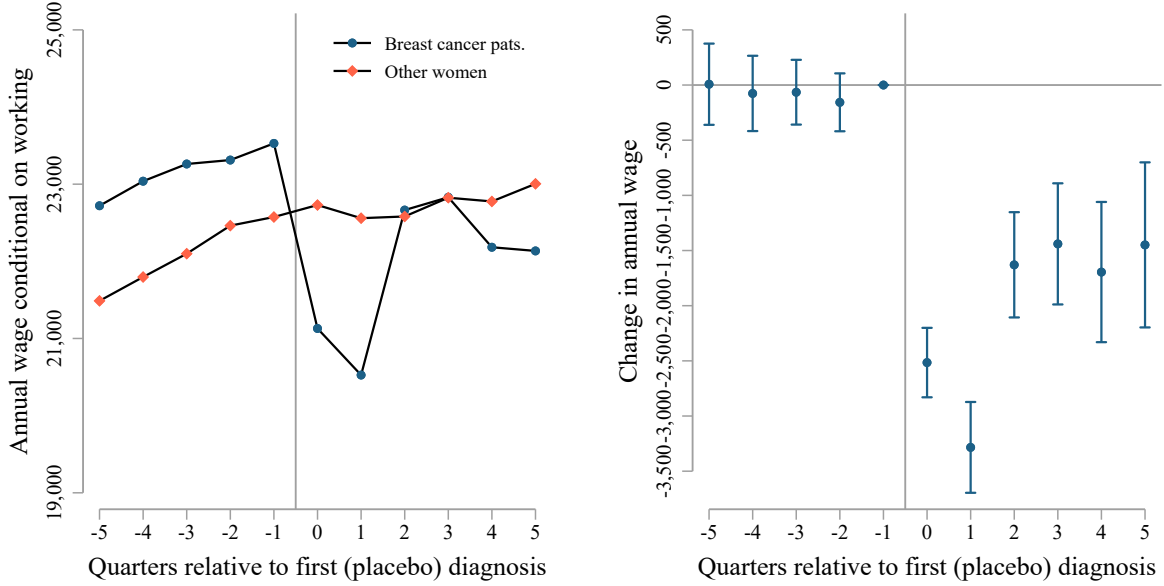 Annual wage conditional on working
25,000
23,000
21,000
19,000
Breast cancer pats.
Other women
-5 -4 -3 -2 -1 0 1 2 3 4 5
Quarters relative to first (placebo) diagnosis
Change in annual wage
500
0
-500
-1,000
-1,500
-2,000
-2,500
-3,000
-3,500
-5 -4 -3 -2 -1 0 1 2 3 4 5
Quarters relative to first (placebo) diagnosis